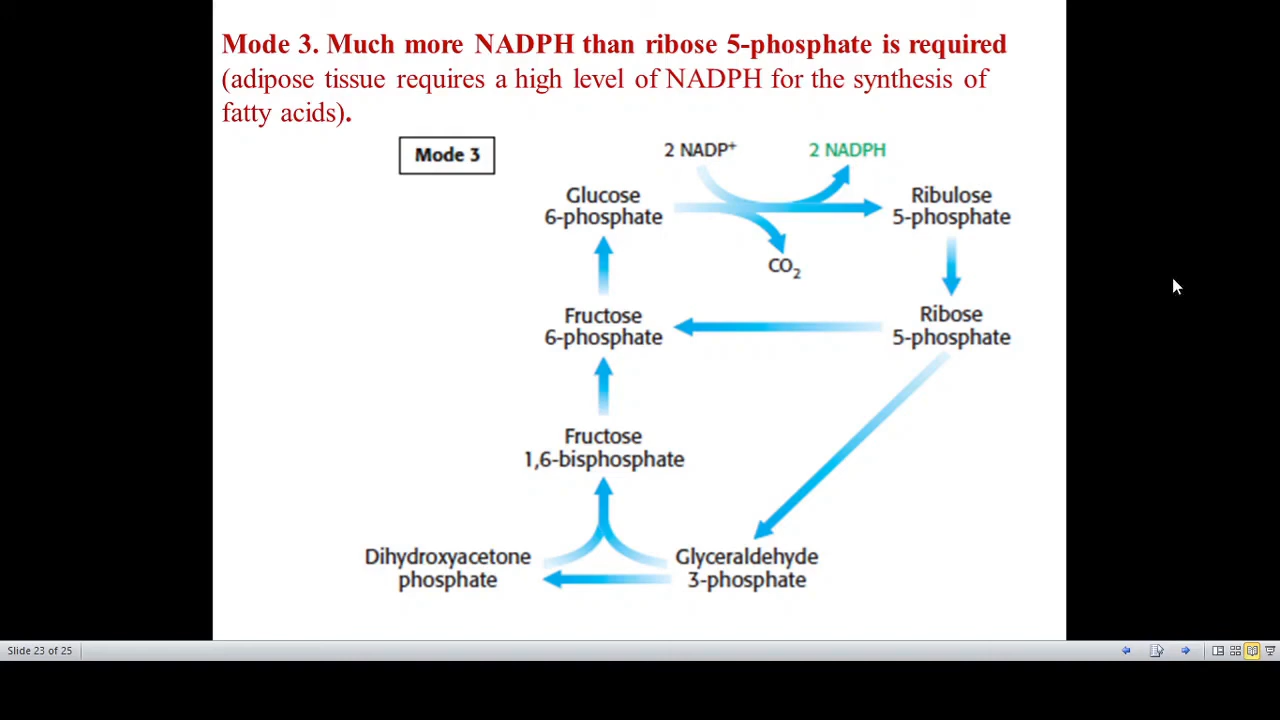 Mode 3. Much more NADPH than ribose 5-phosphate is required
(adipose tissue requires a high level of NADPH for the synthesis of
fatty acids).
Mode 3
2 NADP⁺
2 NADPH
Glucose
6-phosphate
Ribulose
5-phosphate
CO₂
Fructose
6-phosphate
Ribose
5-phosphate
Fructose
1,6-bisphosphate
Dihydroxyacetone
phosphate
Glyceraldehyde
3-phosphate
Slide 23 of 25